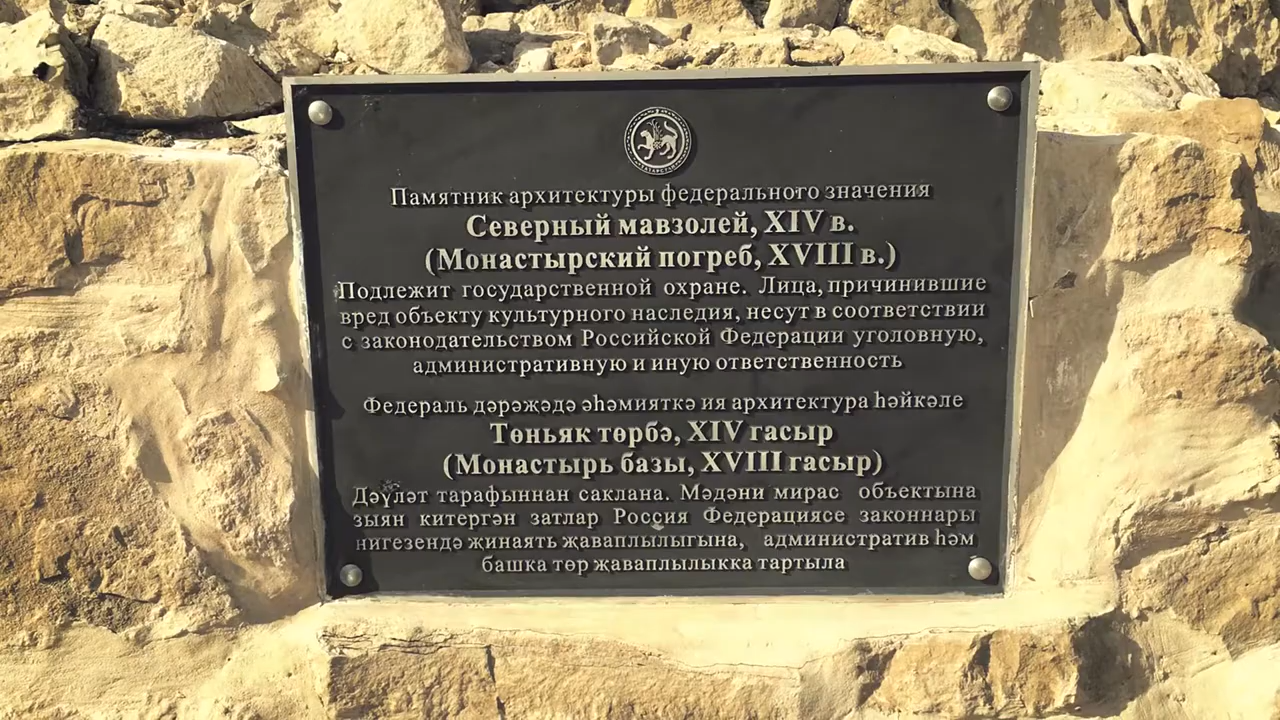 ТАТАРСТАН
Памятник архитектуры федерального значения
Северный мавзолей, XIV в.
(Монастырский погреб, XVIII в.)
Подлежит государственной охране. Лица, причинившие
вред объекту культурного наследия, несут в соответствии
с законодательством Российской Федерации уголовную,
административную и иную ответственность
Федераль дәрәҗәдә әһәмияткә ия архитектура һәйкәле
Төньяк төрбә, XIV гасыр
(Монастырь базы, XVIII гасыр)
Дәүләт тарафыннан саклана. Мәдәни мирас объектына
зыян китергән затлар Россия Федерациясе законнары
нигезендә җинаять җаваплылыгына, административ һәм
башка төр җаваплылыкка тартыла